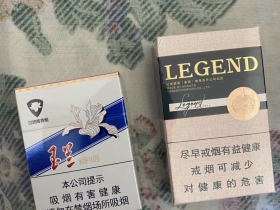 玉兰
本公司提示
吸烟有害健康
请勿在禁烟场所吸烟
LEGEND
Legend
尽早戒烟有益健康
戒烟可减少
对健康的危害